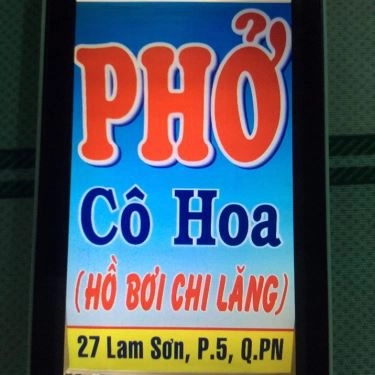 PHỞ
Cô Hoa
(HỒ BƠI CHI LĂNG)
27 Lam Sơn, P.5, Q.PN